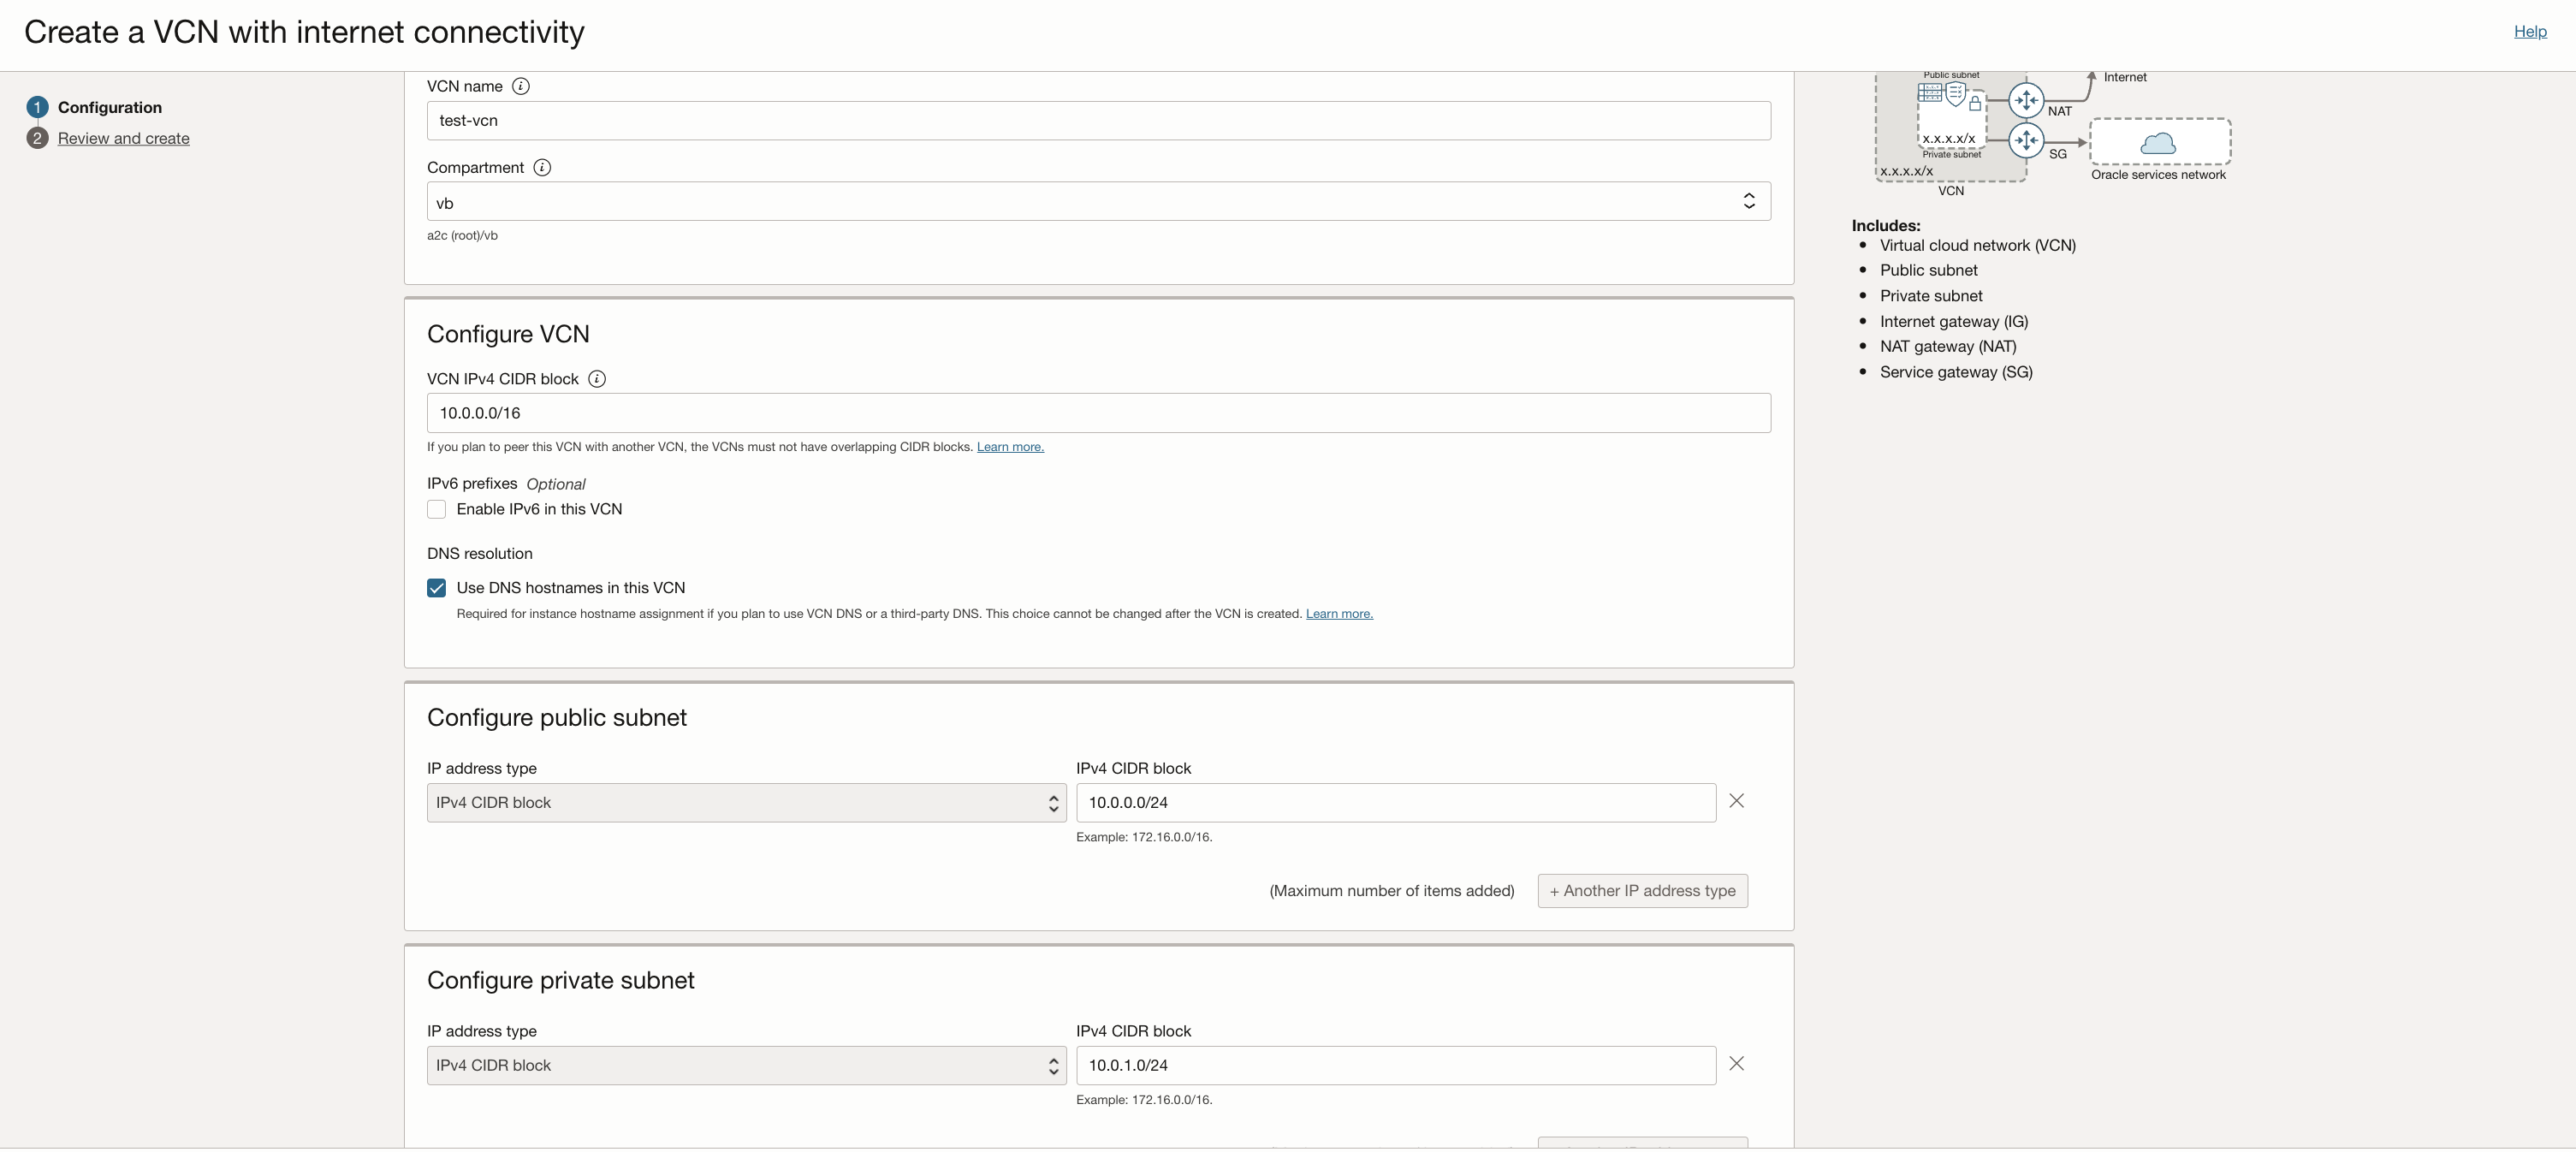 Create a VCN with internet connectivity
Help
1 Configuration
2 Review and create
VCN name
test-vcn
Compartment
vb
a2c (root)/vb
Configure VCN
VCN IPv4 CIDR block
10.0.0.0/16
If you plan to peer this VCN with another VCN, the VCNs must not have overlapping CIDR blocks. Learn more.
IPv6 prefixes Optional
Enable IPv6 in this VCN
DNS resolution
Use DNS hostnames in this VCN
Required for instance hostname assignment if you plan to use VCN DNS or a third-party DNS. This choice cannot be changed after the VCN is created. Learn more.
Configure public subnet
IP address type
IPv4 CIDR block
IPv4 CIDR block
10.0.0.0/24
Example: 172.16.0.0/16.
(Maximum number of items added)
+ Another IP address type
Configure private subnet
IP address type
IPv4 CIDR block
IPv4 CIDR block
10.0.1.0/24
Example: 172.16.0.0/16.
Public subnet
Internet
NAT
x.x.x.x/x
Private subnet
SG
x.x.x.x/x
Oracle services network
VCN
Includes:
• Virtual cloud network (VCN)
• Public subnet
• Private subnet
• Internet gateway (IG)
• NAT gateway (NAT)
• Service gateway (SG)